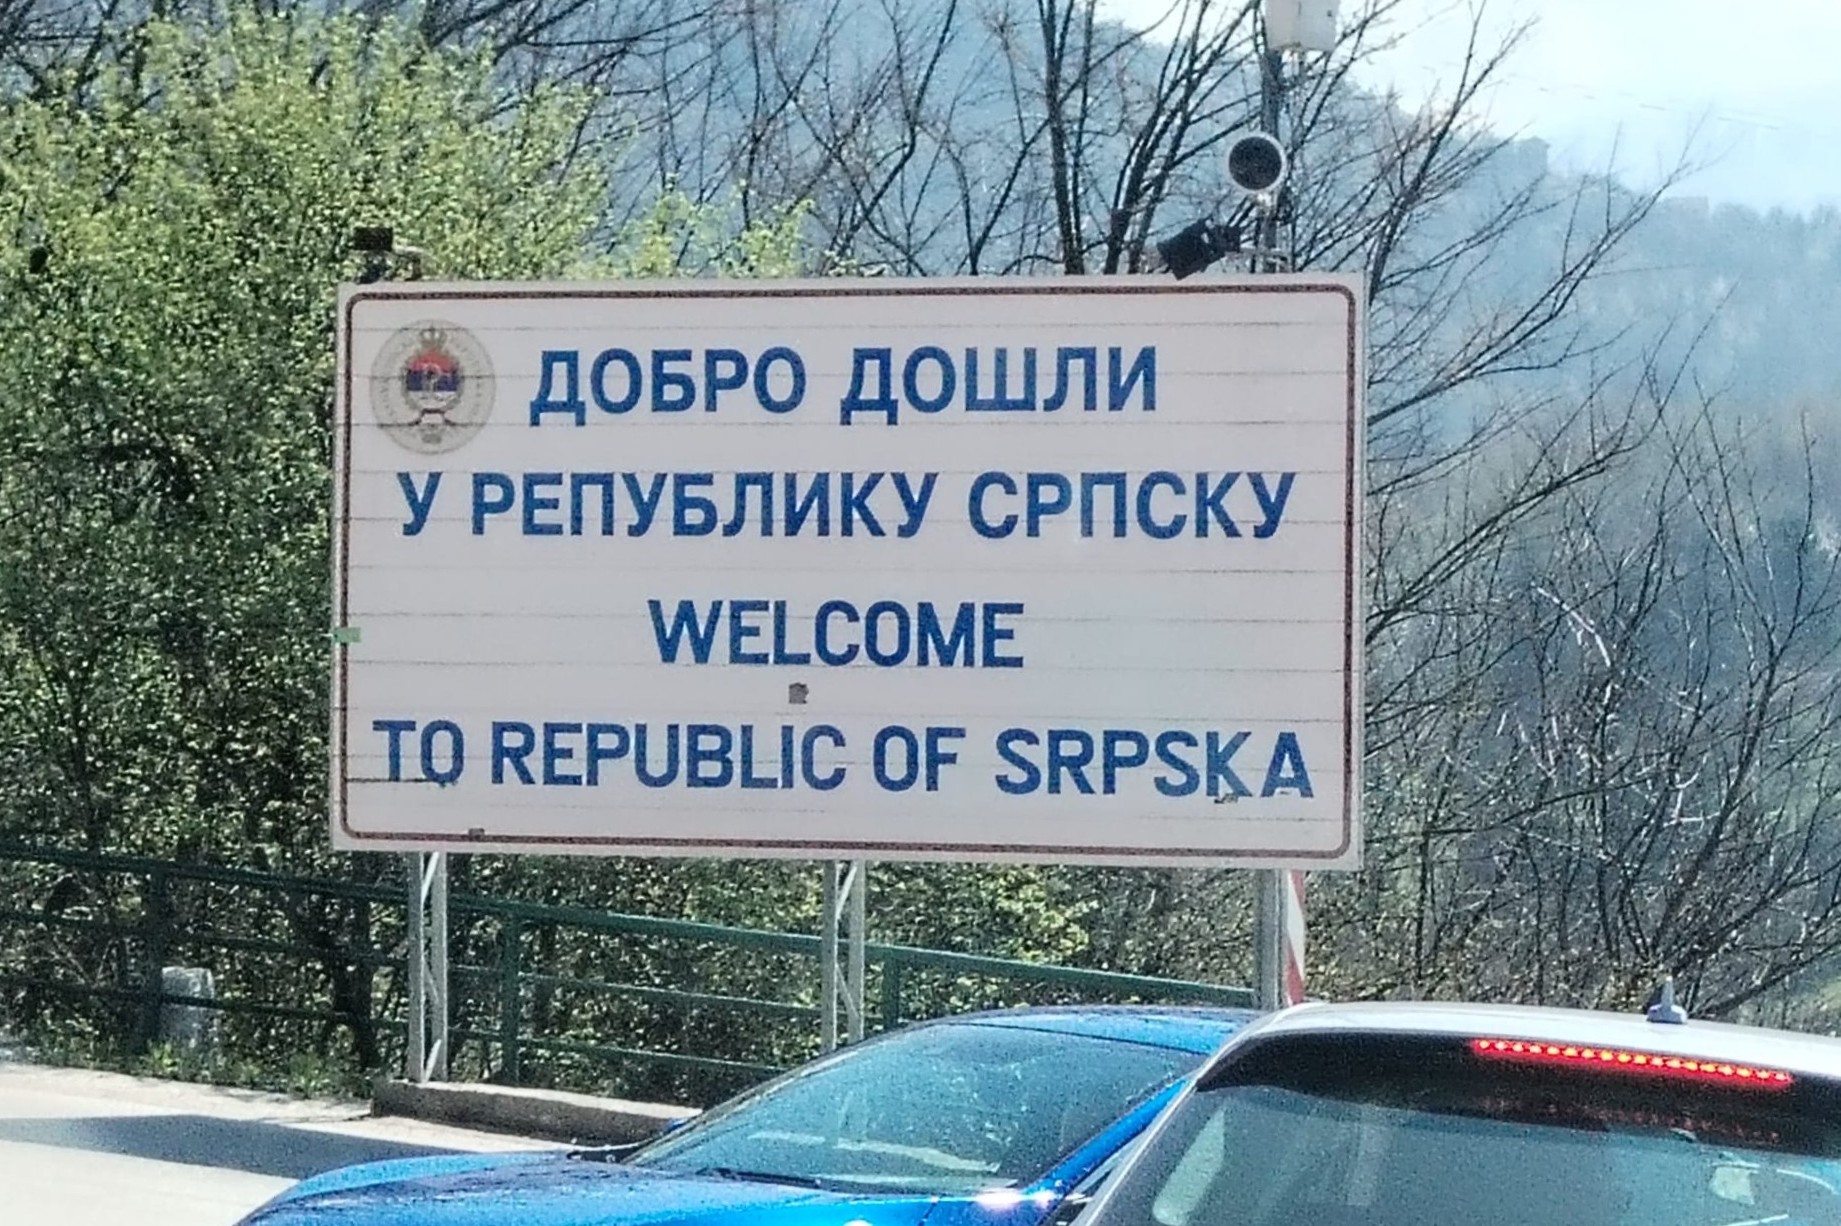 ДОБРО ДОШЛИ
У РЕПУБЛИКУ СРПСКУ
WELCOME
TO REPUBLIC OF SRPSKA